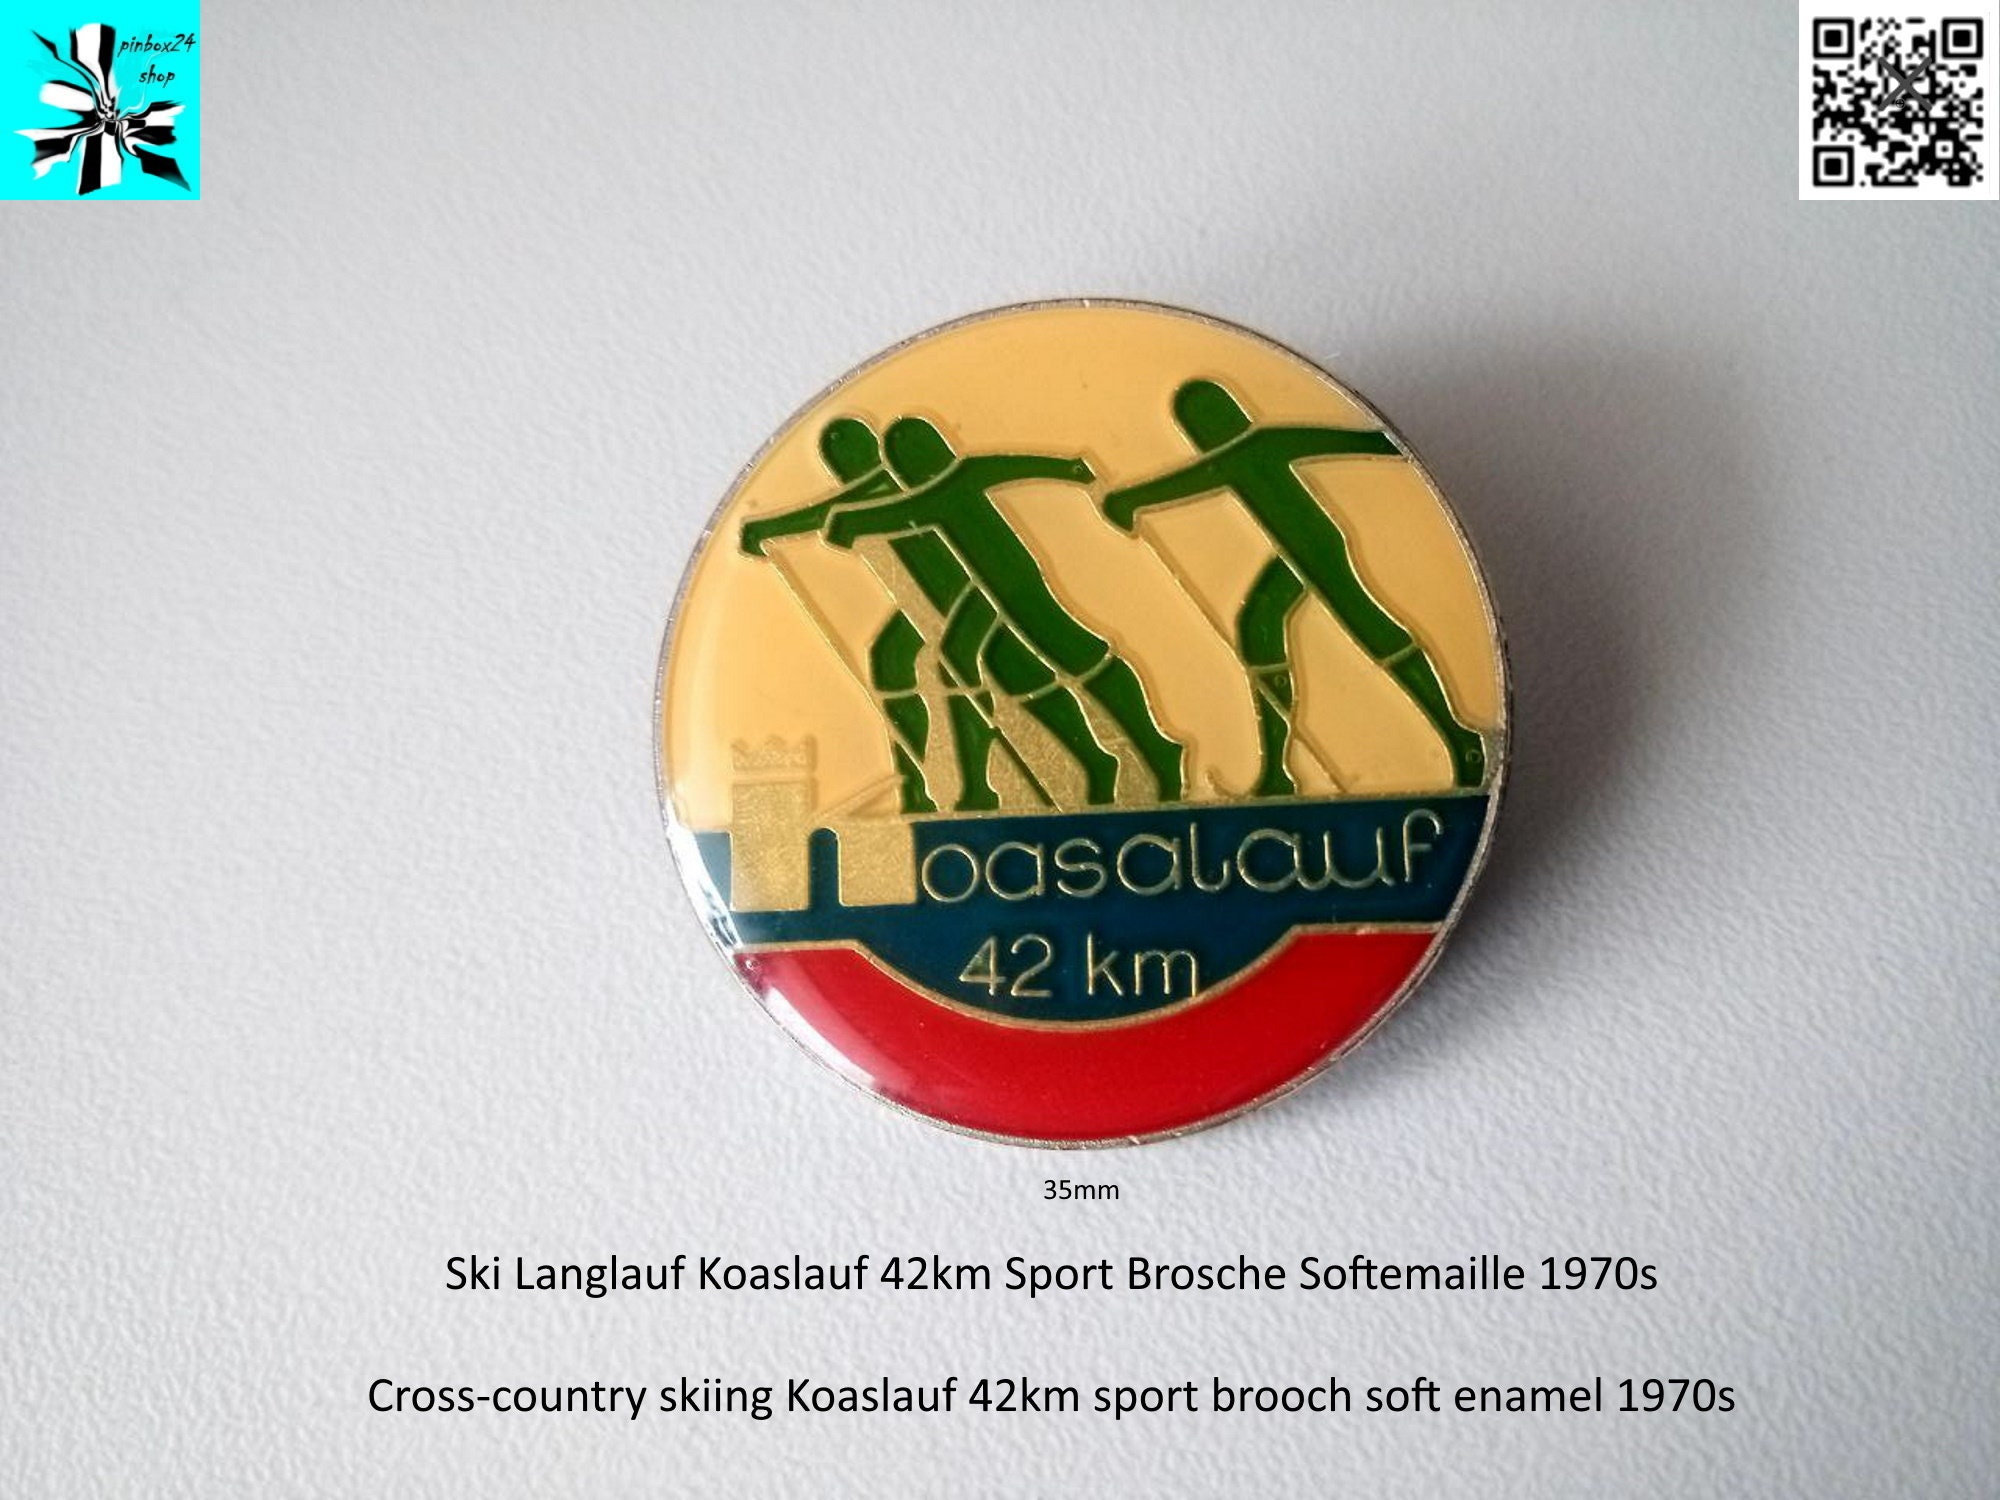 pinbox24
shop
Koasalauf
42 km
35mm
Ski Langlauf Koaslauf 42km Sport Brosche Softemaille 1970s
Cross-country skiing Koaslauf 42km sport brooch soft enamel 1970s